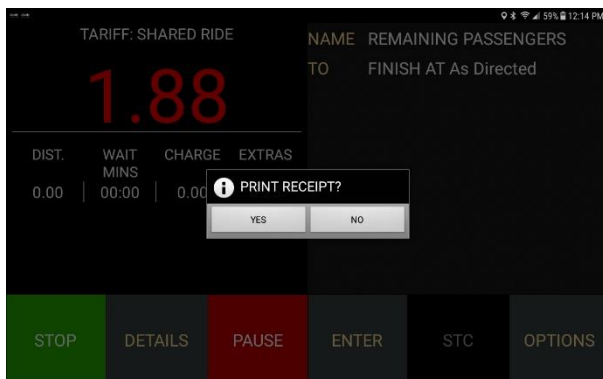 59% 12:14 PM
TARIFF: SHARED RIDE
1.88
DIST. WAIT MINS CHARGE EXTRAS
0.00 00:00 0.00
NAME REMAINING PASSENGERS
TO FINISH AT As Directed
PRINT RECEIPT?
YES NO
STOP DETAILS PAUSE ENTER STC OPTIONS